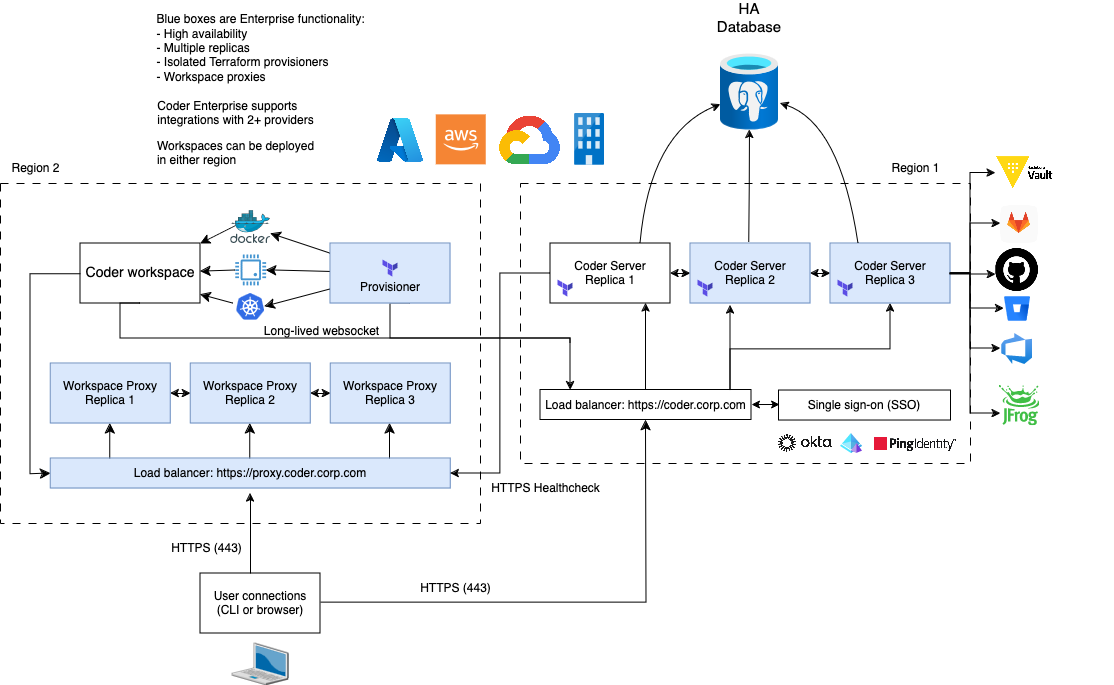 Blue boxes are Enterprise functionality:
- High availability
- Multiple replicas
- Isolated Terraform provisioners
- Workspace proxies
Coder Enterprise supports
integrations with 2+ providers
Workspaces can be deployed
in either region
HA
Database
aws
Region 2
Region 1
Vault
docker
Coder workspace
Provisioner
Long-lived websocket
Coder Server
Replica 1
Coder Server
Replica 2
Coder Server
Replica 3
Workspace Proxy
Replica 1
Workspace Proxy
Replica 2
Workspace Proxy
Replica 3
Load balancer: https://coder.corp.com
Single sign-on (SSO)
JFrog
okta
PingIdentity
Load balancer: https://proxy.coder.corp.com
HTTPS Healthcheck
HTTPS (443)
HTTPS (443)
User connections
(CLI or browser)